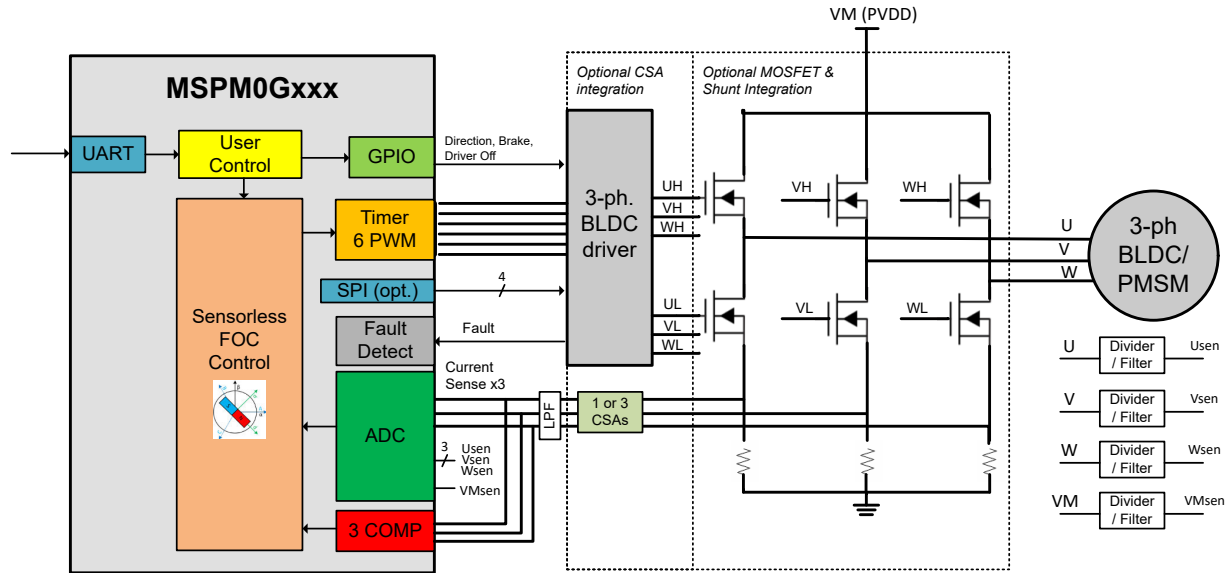 VM (PVDD)
MSPM0Gxxx
Optional CSA
integration
Optional MOSFET &
Shunt Integration
UART
User
Control
GPIO
Direction, Brake,
Driver Off
Timer
6 PWM
3-ph.
BLDC
driver
UH
VH
WH
VH
WH
U
V
W
3-ph
BLDC/
PMSM
SPI (opt.)
4
Sensorless
FOC
Control
Fault
Detect
Fault
UL
VL
WL
VL
WL
Current
Sense x3
ADC
LPF
1 or 3
CSAs
3
Usen
Vsen
Wsen
VMsen
3 COMP
U
Divider
/ Filter
Usen
V
Divider
/ Filter
Vsen
W
Divider
/ Filter
Wsen
VM
Divider
/ Filter
VMsen